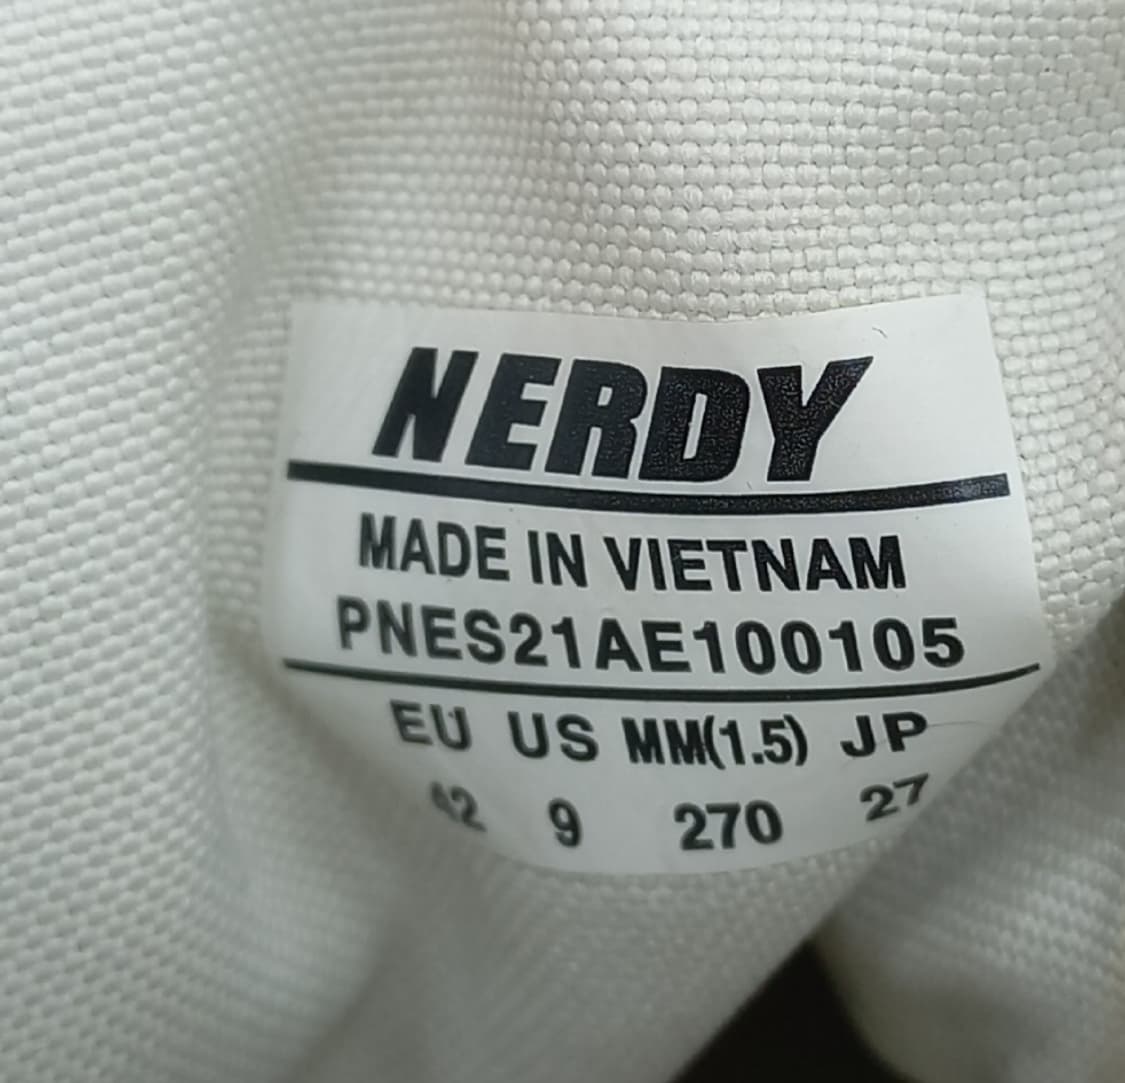 NERDY
MADE IN VIETNAM
PNES21AE100105
EU US MM(1.5) JP
42 9 270 27